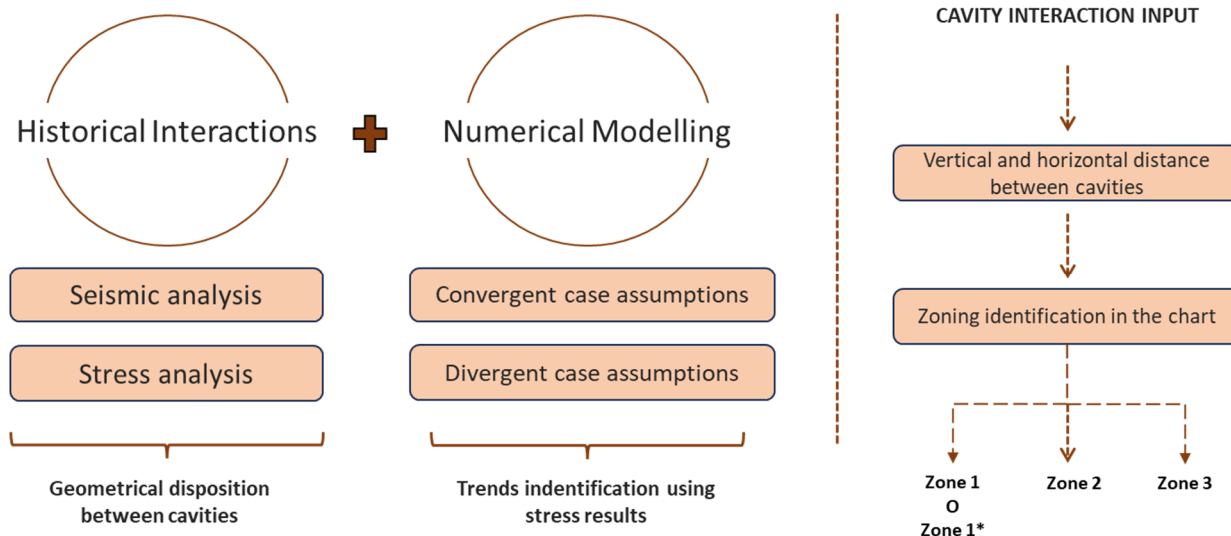 Historical Interactions
Numerical Modelling
Seismic analysis
Stress analysis
Convergent case assumptions
Divergent case assumptions
Geometrical disposition
between cavities
Trends indentification using
stress results
CAVITY INTERACTION INPUT
Vertical and horizontal distance
between cavities
Zoning identification in the chart
Zone 1
O
Zone 1*
Zone 2
Zone 3